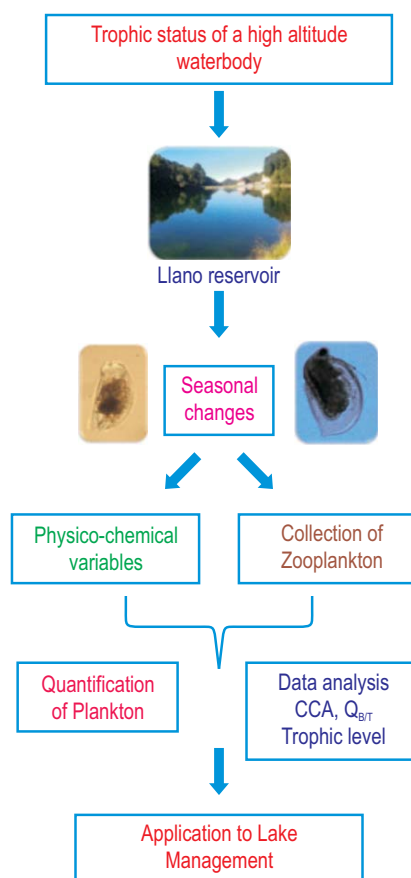 Trophic status of a high altitude
waterbody
Llano reservoir
Seasonal
changes
Physico-chemical
variables
Collection of
Zooplankton
Quantification
of Plankton
Data analysis
CCA, Q_B/T
Trophic level
Application to Lake
Management